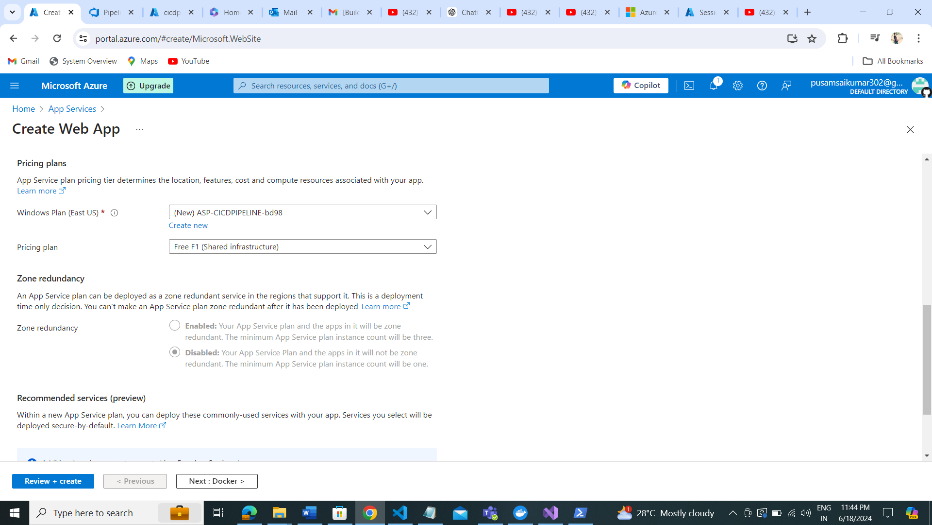 Creat
Pipeli
cicdp
Hom
Mail
(Buil
(432)
Chat
(432)
(432)
Azure
Sessi
(432)
portal.azure.com/#create/Microsoft.WebSite
Gmail
System Overview
Maps
YouTube
All Bookmarks
Microsoft Azure
Upgrade
Search resources, services, and docs (G+/)
Copilot
1
pusamsaikumar302@g...
DEFAULT DIRECTORY
Home > App Services >
Create Web App ...
Pricing plans
App Service plan pricing tier determines the location, features, cost and compute resources associated with your app.
Learn more
Windows Plan (East US) *
(New) ASP-CICDPIPELINE-bd98
Create new
Pricing plan
Free F1 (Shared infrastructure)
Zone redundancy
An App Service plan can be deployed as a zone redundant service in the regions that support it. This is a deployment
time only decision. You can't make an App Service plan zone redundant after it has been deployed Learn more
Zone redundancy
Enabled: Your App Service plan and the apps in it will be zone
redundant. The minimum App Service plan instance count will be three.
Disabled: Your App Service Plan and the apps in it will not be zone
redundant. The minimum App Service plan instance count will be one.
Recommended services (preview)
Within a new App Service plan, you can deploy these commonly-used services with your app. Services you select will be
deployed secure-by-default. Learn More
Review + create
< Previous
Next : Docker >
Type here to search
28°C Mostly cloudy
ENG
IN
11:44 PM
6/18/2024